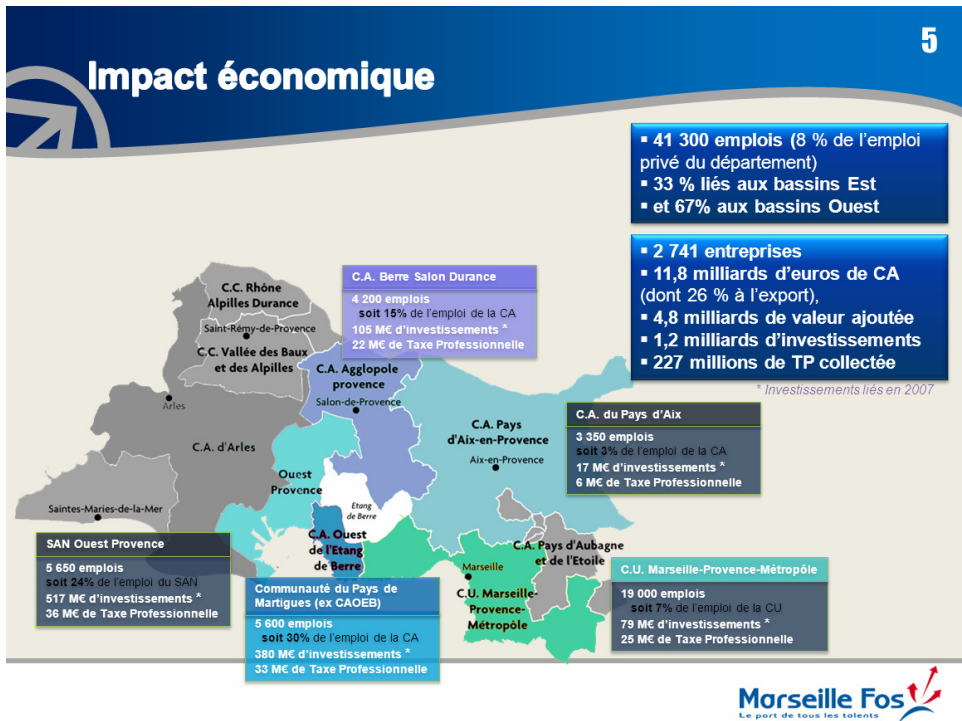 5
Impact économique
▪ 41 300 emplois (8 % de l'emploi
privé du département)
▪ 33 % liés aux bassins Est
▪ et 67% aux bassins Ouest
▪ 2 741 entreprises
▪ 11,8 milliards d'euros de CA
(dont 26 % à l'export),
▪ 4,8 milliards de valeur ajoutée
▪ 1,2 milliards d'investissements
▪ 227 millions de TP collectée
* Investissements liés en 2007
C.A. Berre Salon Durance
4 200 emplois
soit 15% de l'emploi de la CA
105 M€ d'investissements *
22 M€ de Taxe Professionnelle
C.C. Rhône
Alpilles Durance
Saint-Rémy-de-Provence
C.C. Vallée des Baux
et des Alpilles
C.A. Agglopole
provence
Salon-de-Provence
Arles
C.A. d'Arles
C.A. Pays
d'Aix-en-Provence
Aix-en-Provence
C.A. du Pays d'Aix
3 350 emplois
soit 3% de l'emploi de la CA
17 M€ d'investissements *
6 M€ de Taxe Professionnelle
Ouest
Provence
Etang
de Berre
Saintes-Maries-de-la-Mer
C.A. Ouest
de l'Etang
de Berre
C.A. Pays d'Aubagne
et de l'Etoile
Marseille
C.U. Marseille-
Provence-
Métropôle
SAN Ouest Provence
5 650 emplois
soit 24% de l'emploi du SAN
517 M€ d'investissements *
36 M€ de Taxe Professionnelle
Communauté du Pays de
Martigues (ex CAOEB)
5 600 emplois
soit 30% de l'emploi de la CA
380 M€ d'investissements *
33 M€ de Taxe Professionnelle
C.U. Marseille-Provence-Métropôle
19 000 emplois
soit 7% de l'emploi de la CU
79 M€ d'investissements *
25 M€ de Taxe Professionnelle
Marseille Fos
Le port de tous les talents